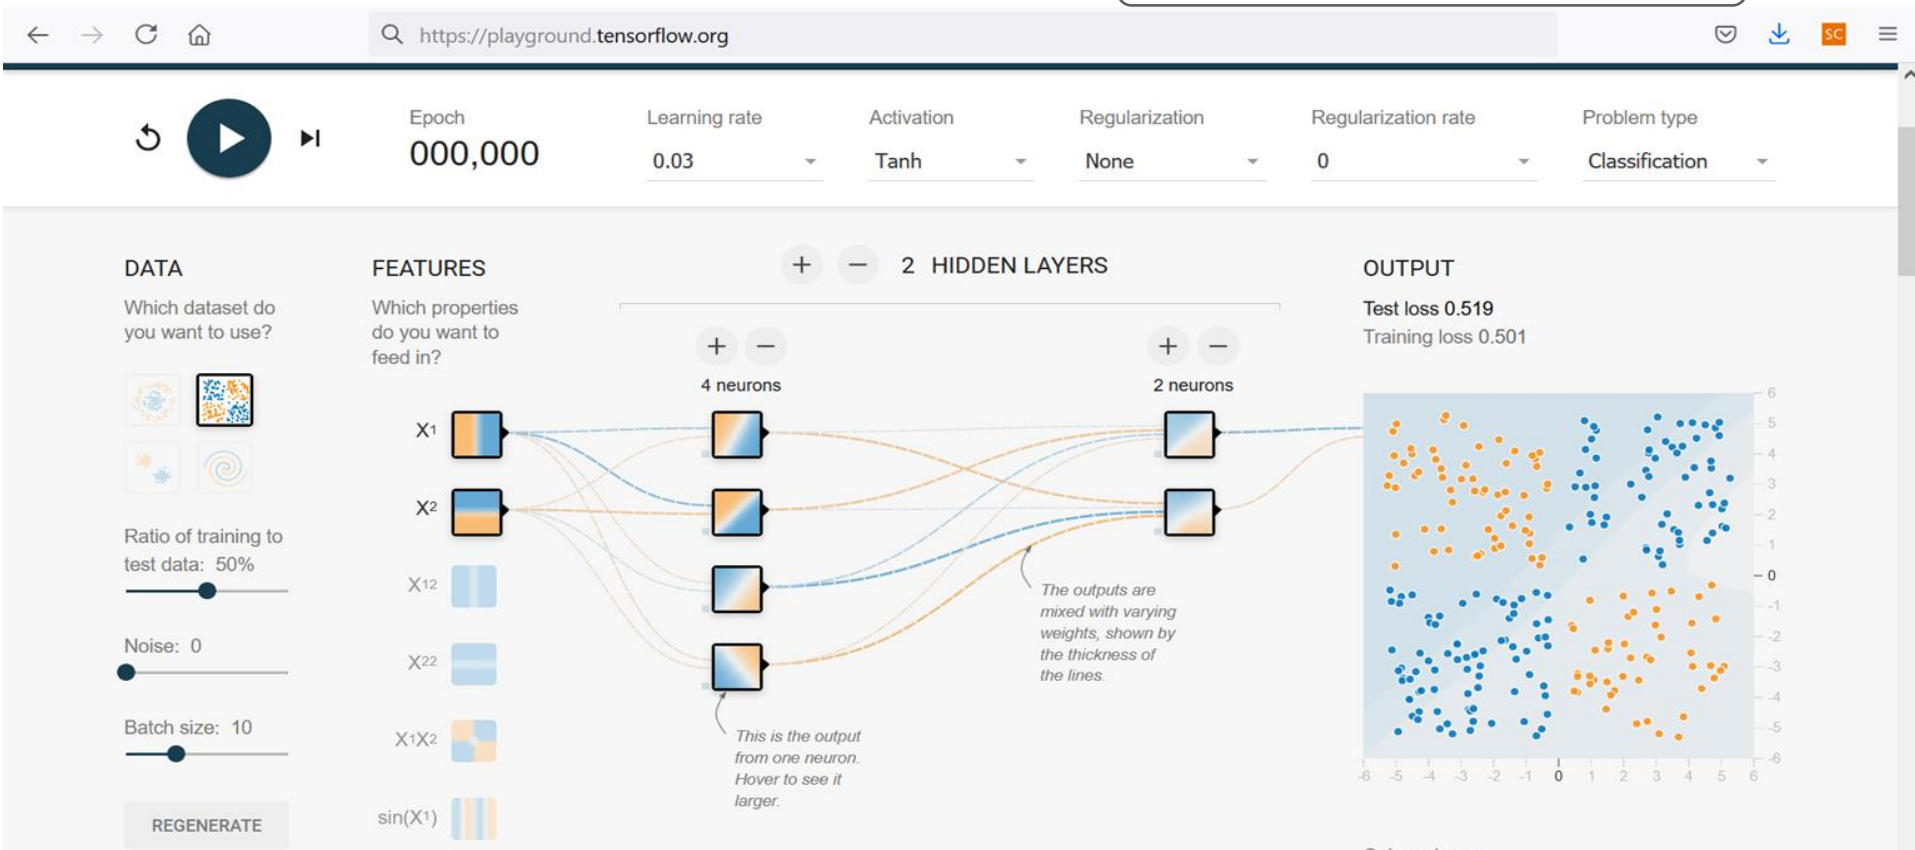 https://playground.tensorflow.org
SC
Epoch
000,000
Learning rate
0.03
Activation
Tanh
Regularization
None
Regularization rate
0
Problem type
Classification
DATA
Which dataset do
you want to use?
Ratio of training to
test data: 50%
Noise: 0
Batch size: 10
REGENERATE
FEATURES
Which properties
do you want to
feed in?
X1
X2
X12
X22
X1X2
sin(X1)
+ − 2 HIDDEN LAYERS
+ −
4 neurons
+ −
2 neurons
The outputs are
mixed with varying
weights, shown by
the thickness of
the lines.
This is the output
from one neuron.
Hover to see it
larger.
OUTPUT
Test loss 0.519
Training loss 0.501
6
5
4
3
2
1
0
-1
-2
-3
-4
-5
-6
-6 -5 -4 -3 -2 -1 0 1 2 3 4 5 6